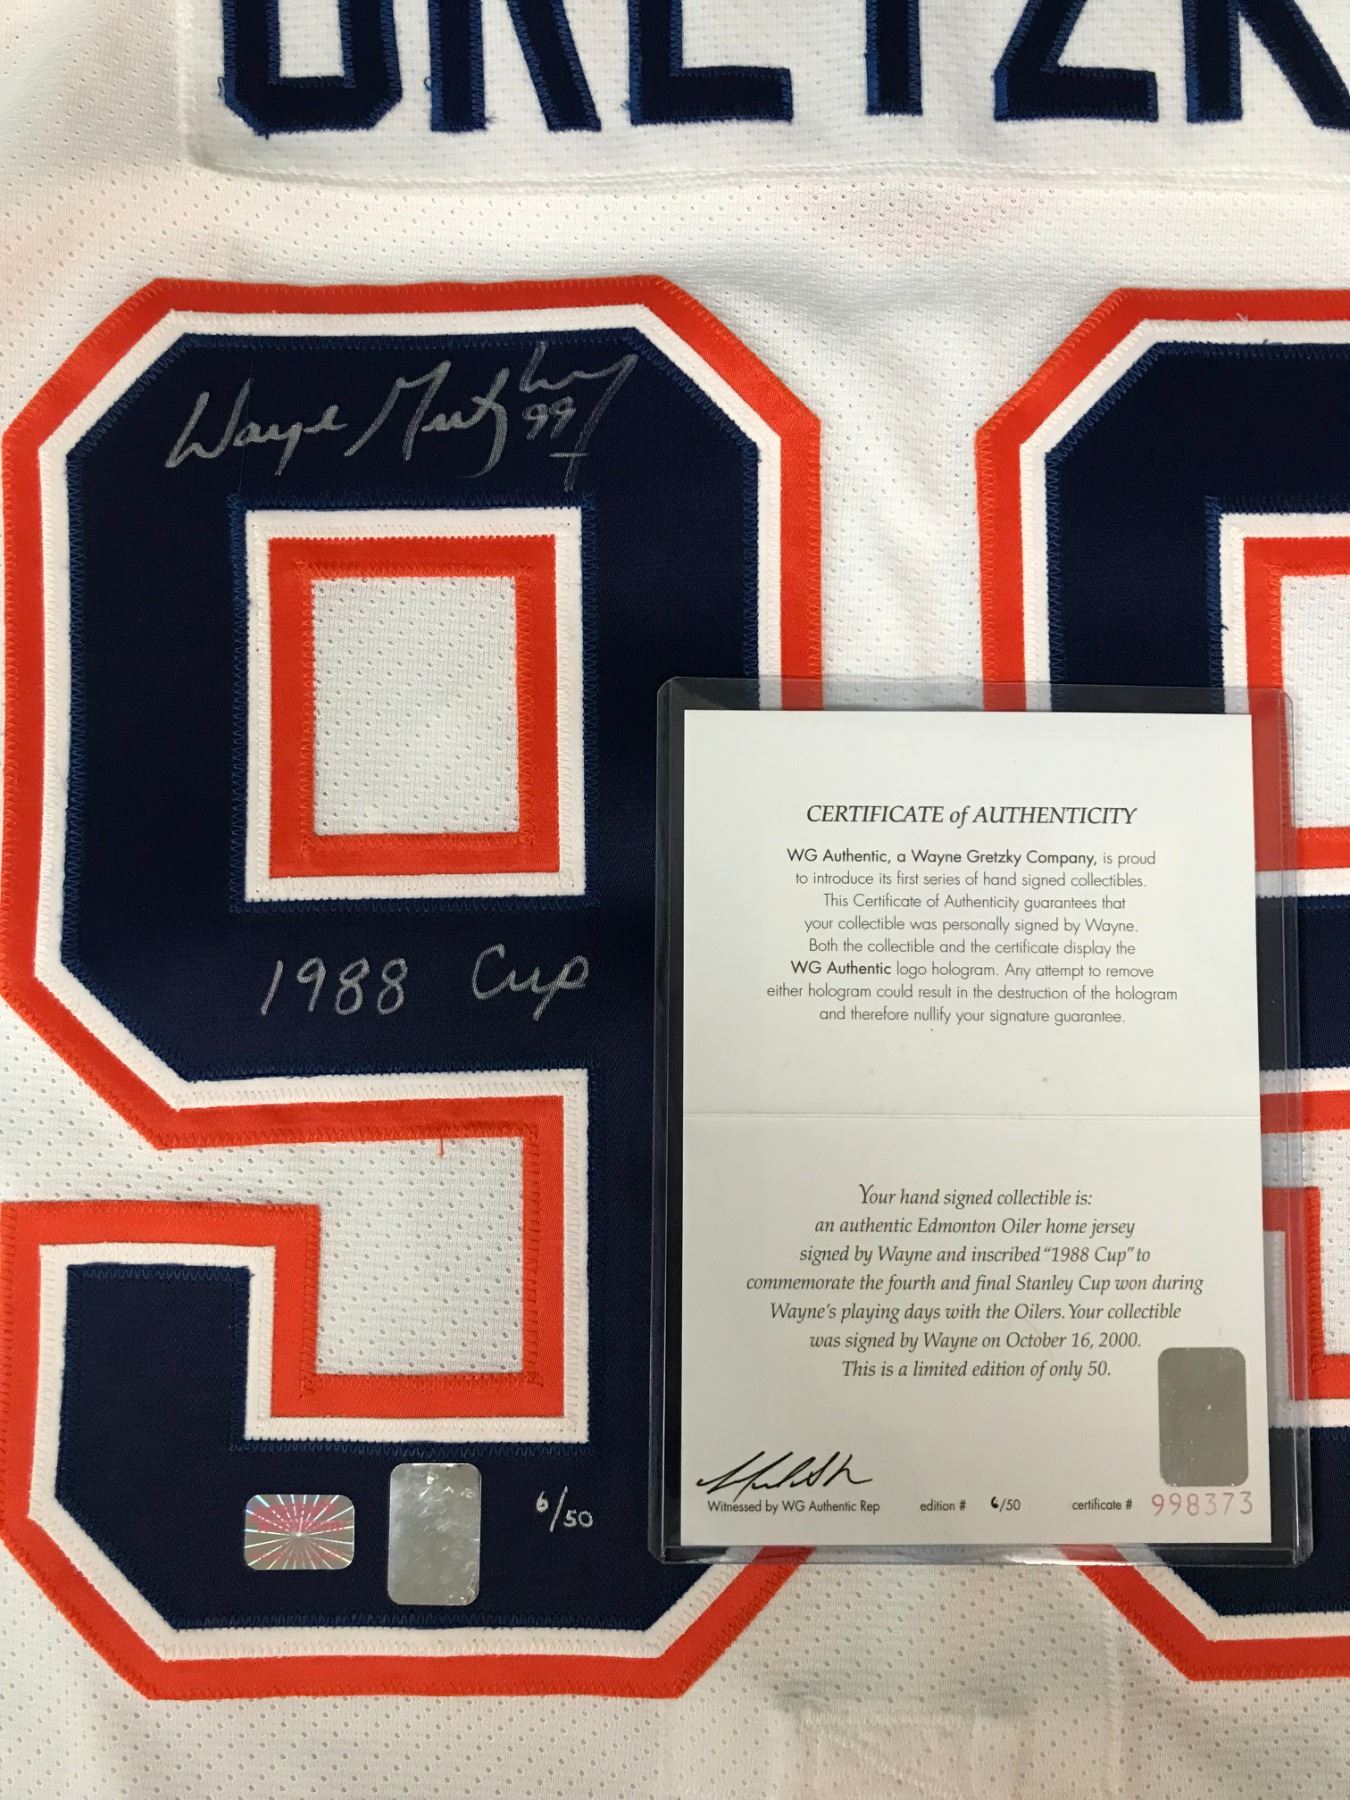 GRETZK
Wayne Gretzky
99
1988 Cup
6/50
CERTIFICATE of AUTHENTICITY
WG Authentic, a Wayne Gretzky Company, is proud
to introduce its first series of hand signed collectibles.
This Certificate of Authenticity guarantees that
your collectible was personally signed by Wayne.
Both the collectible and the certificate display the
WG Authentic logo hologram. Any attempt to remove
either hologram could result in the destruction of the hologram
and therefore nullify your signature guarantee.
Your hand signed collectible is:
an authentic Edmonton Oiler home jersey
signed by Wayne and inscribed "1988 Cup" to
commemorate the fourth and final Stanley Cup won during
Wayne's playing days with the Oilers. Your collectible
was signed by Wayne on October 16, 2000.
This is a limited edition of only 50.
Witnessed by WG Authentic Rep edition # 6/50 certificate # 998373